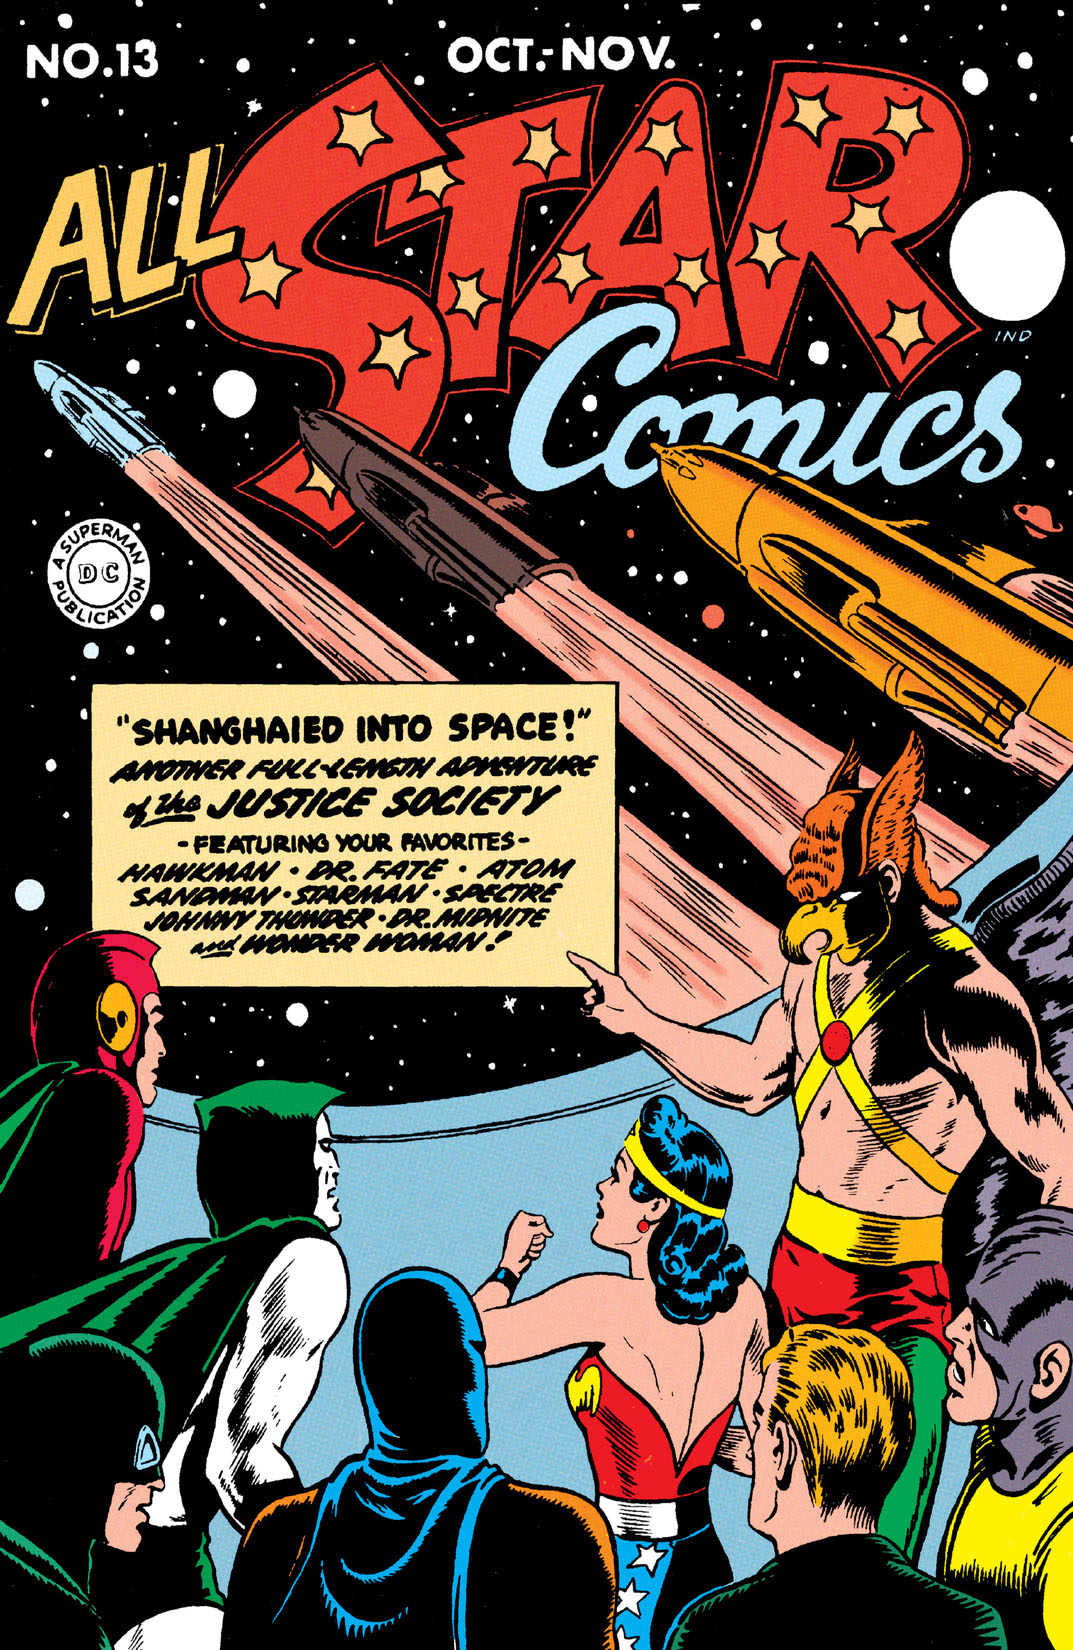 NO.13
OCT.-NOV.
ALL STAR
Comics
IND
A SUPERMAN
DC
PUBLICATION
"SHANGHAIED INTO SPACE!"
ANOTHER FULL-LENGTH ADVENTURE
of the JUSTICE SOCIETY
-FEATURING YOUR FAVORITES-
HAWKMAN · DR. FATE · ATOM
SANDMAN · STARMAN · SPECTRE
JOHNNY THUNDER · DR. MIDNITE
and WONDER WOMAN!